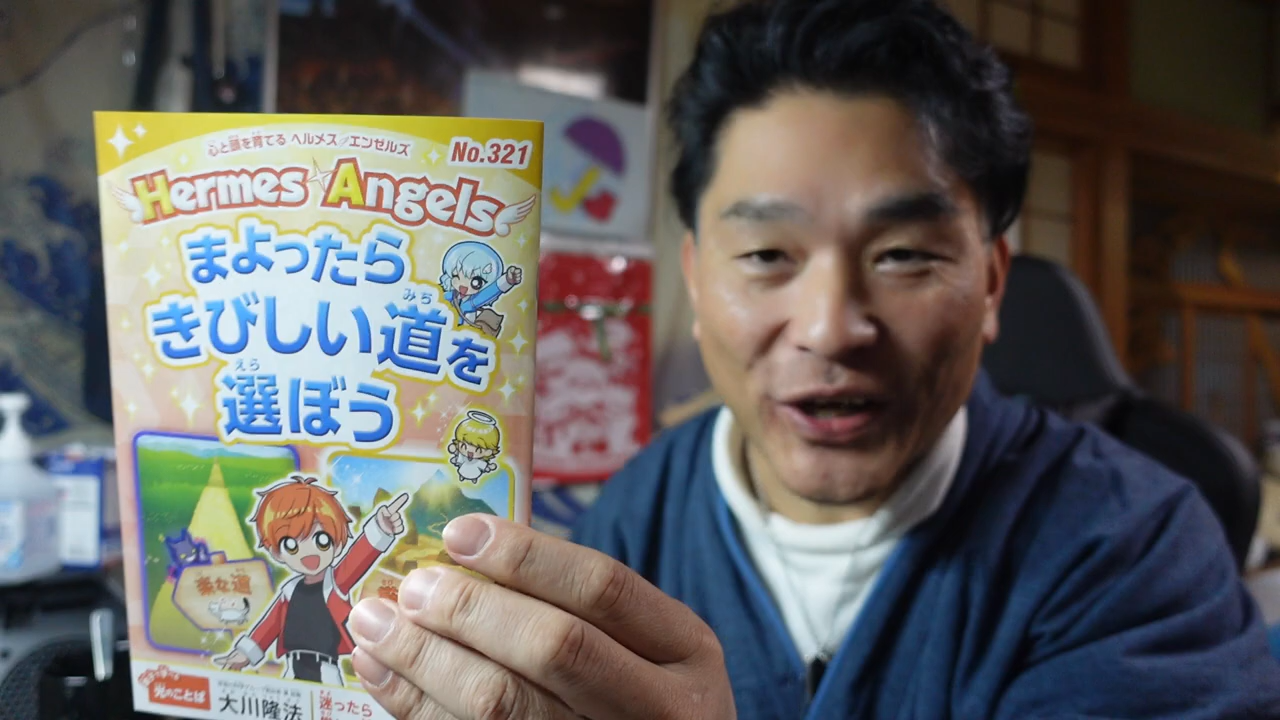 心と頭を育てる ヘルメス・エンゼルズ
No.321
Hermes Angels
まよったら
きびしい道を
選ぼう
楽な道
光のことば
大川隆法
迷ったら